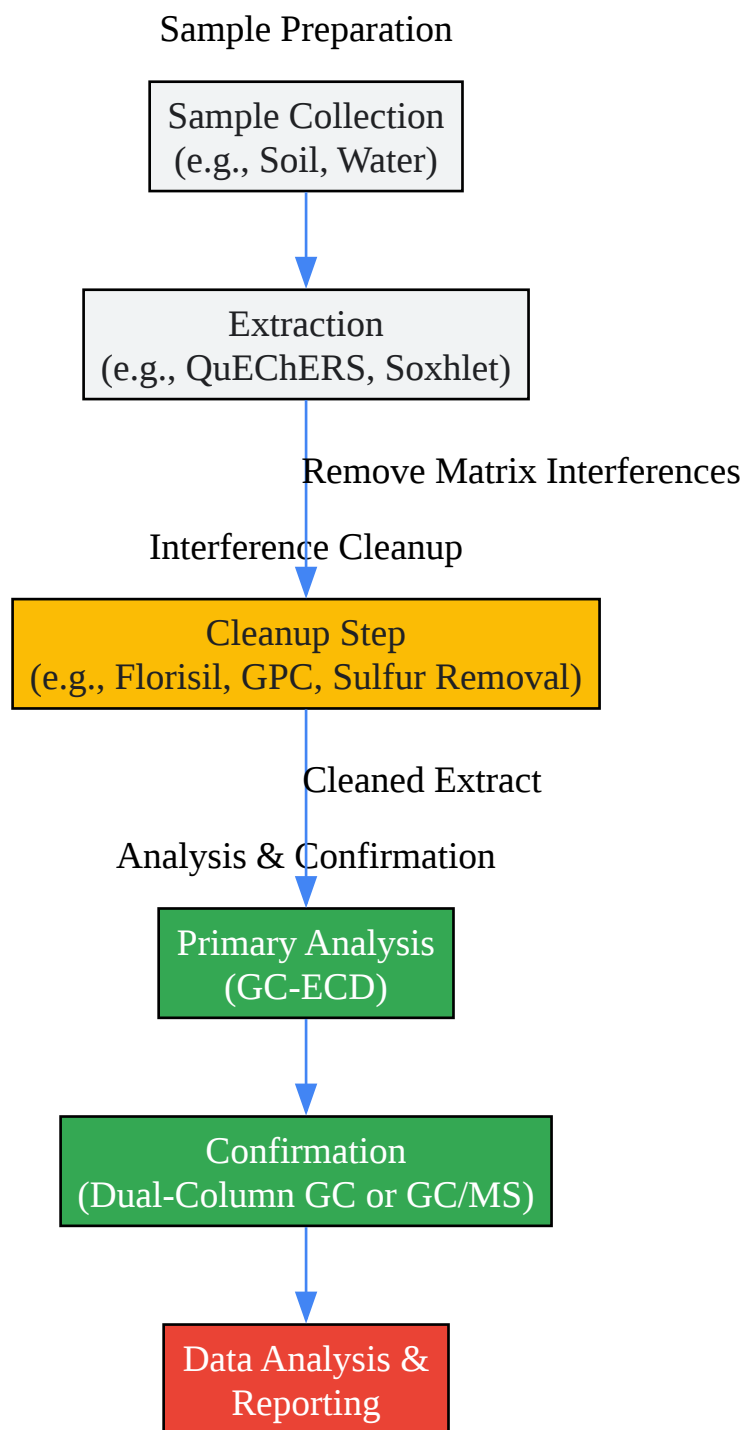 Sample Preparation
Sample Collection
(e.g., Soil, Water)
Extraction
(e.g., QuEChERS, Soxhlet)
Remove Matrix Interferences
Interference Cleanup
Cleanup Step
(e.g., Florisil, GPC, Sulfur Removal)
Cleaned Extract
Analysis & Confirmation
Primary Analysis
(GC-ECD)
Confirmation
(Dual-Column GC or GC/MS)
Data Analysis &
Reporting